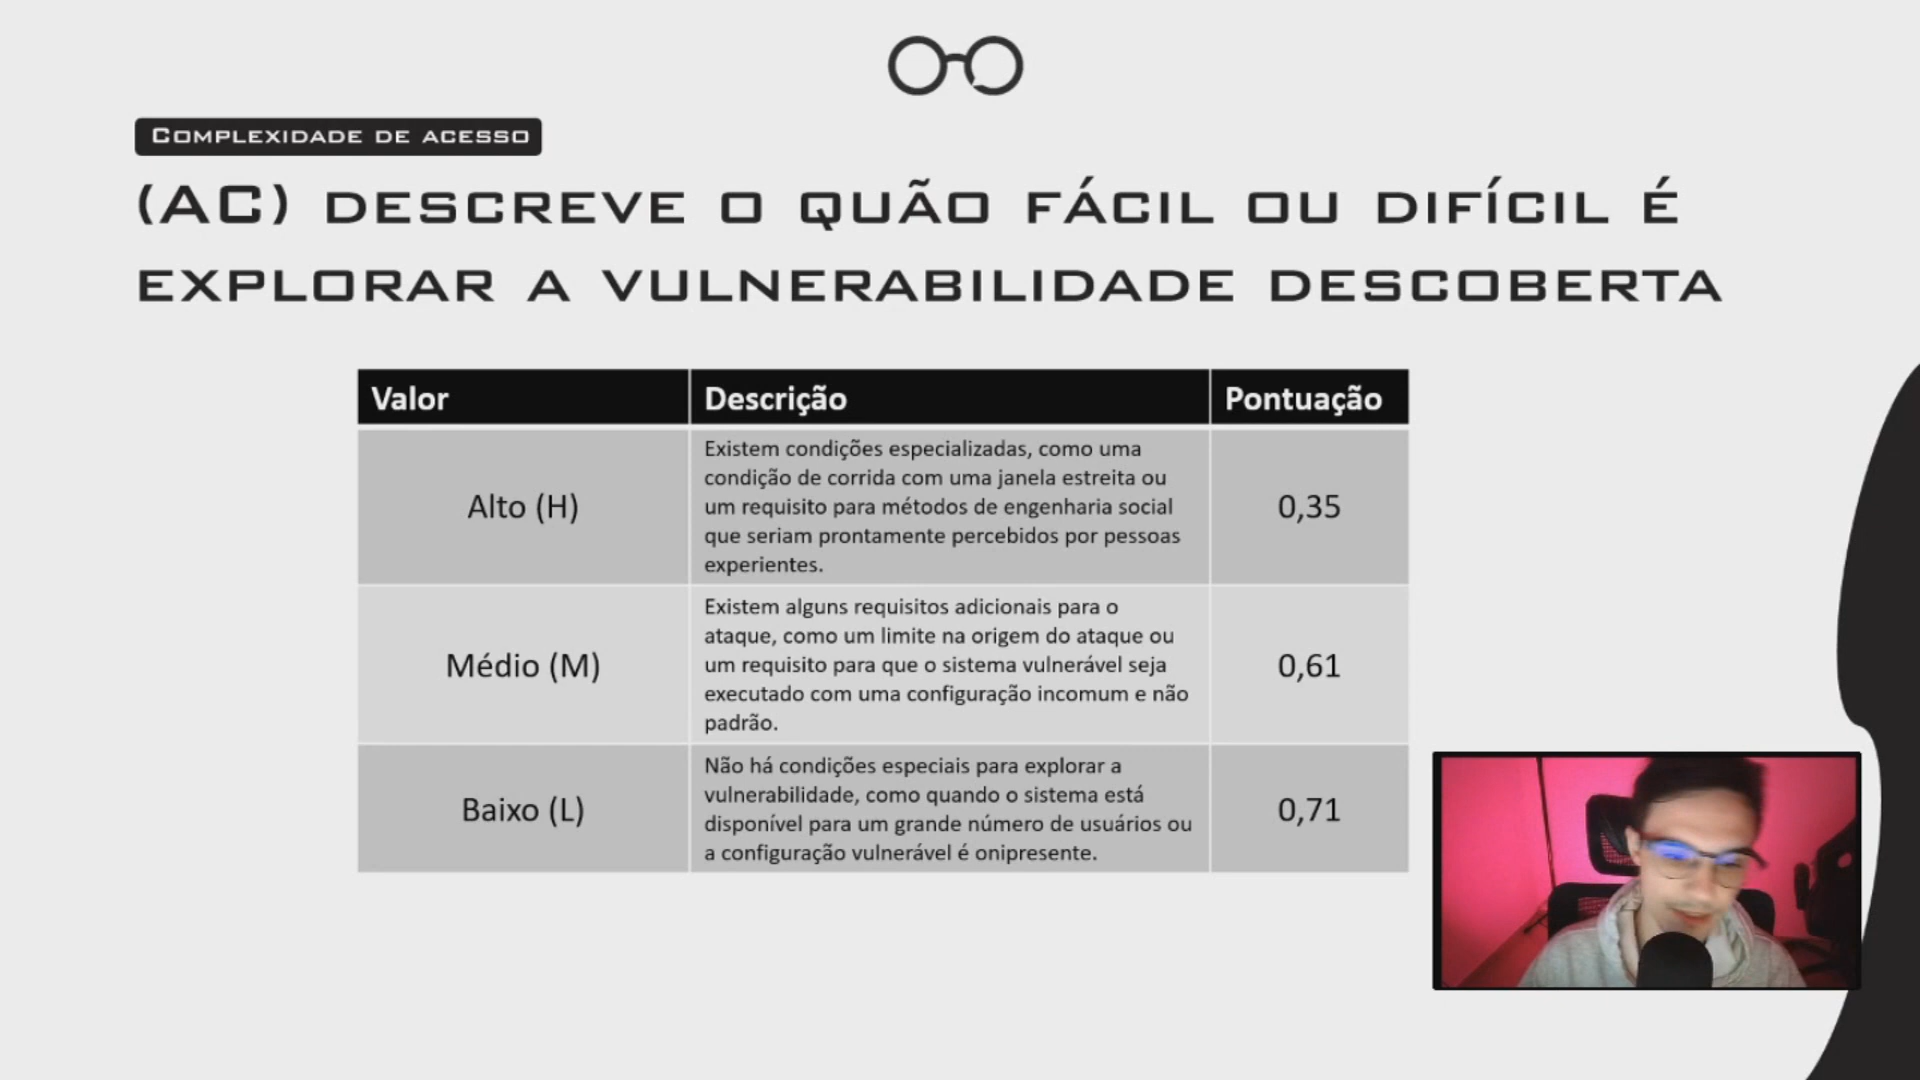 Complexidade de acesso
(AC) descreve o quão fácil ou difícil é
explorar a vulnerabilidade descoberta
Valor Descrição Pontuação
Alto (H)
Existem condições especializadas, como uma
condição de corrida com uma janela estreita ou
um requisito para métodos de engenharia social
que seriam prontamente percebidos por pessoas
experientes.
0,35
Médio (M)
Existem alguns requisitos adicionais para o
ataque, como um limite na origem do ataque ou
um requisito para que o sistema vulnerável seja
executado com uma configuração incomum e não
padrão.
0,61
Baixo (L)
Não há condições especiais para explorar a
vulnerabilidade, como quando o sistema está
disponível para um grande número de usuários ou
a configuração vulnerável é onipresente.
0,71